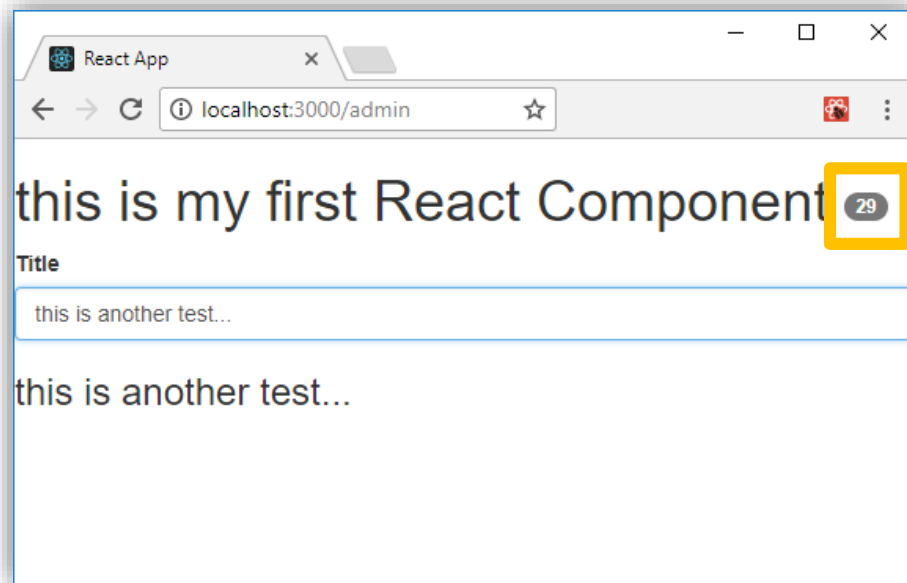 React App
localhost:3000/admin
this is my first React Component 29
Title
this is another test...
this is another test...